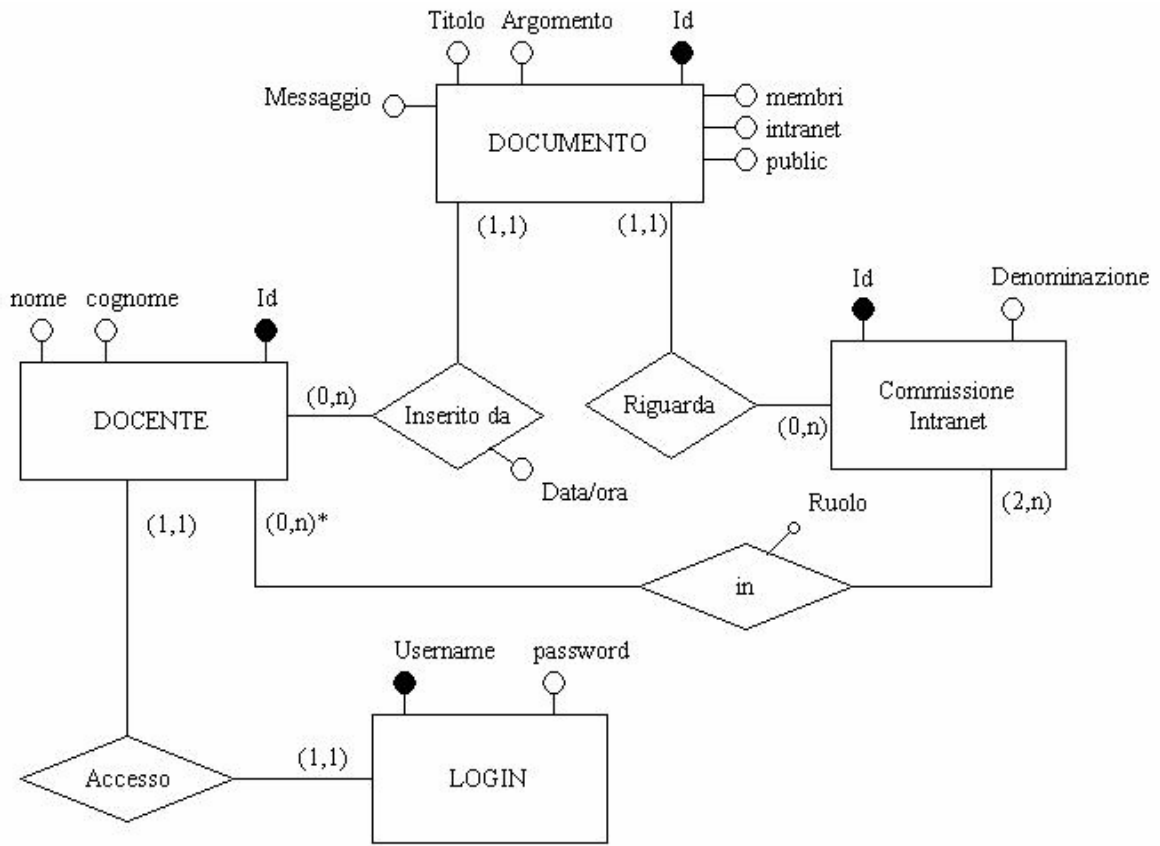 Titolo Argomento Id
Messaggio
membri
DOCUMENTO
intranet
public
(1,1) (1,1)
nome cognome Id
Id Denominazione
DOCENTE
(0,n)
Inserito da
Riguarda
(0,n)
Commissione
Intranet
Data/ora
(1,1) (0,n)*
Ruolo
(2,n)
in
Username password
Accesso
(1,1)
LOGIN